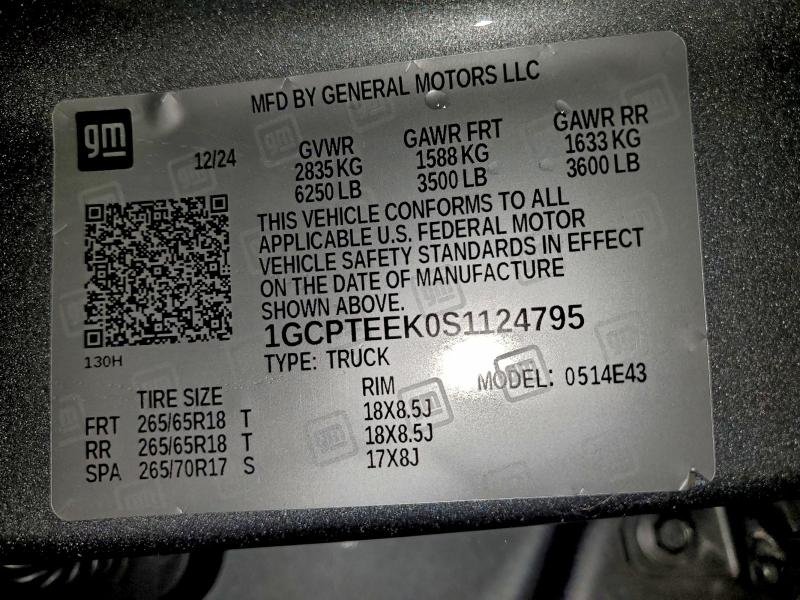 MFD BY GENERAL MOTORS LLC
gm
12/24
GVWR GAWR FRT GAWR RR
2835 KG 1588 KG 1633 KG
6250 LB 3500 LB 3600 LB
THIS VEHICLE CONFORMS TO ALL
APPLICABLE U.S. FEDERAL MOTOR
VEHICLE SAFETY STANDARDS IN EFFECT
ON THE DATE OF MANUFACTURE
SHOWN ABOVE.
1GCPTEEK0S1124795
130H
TYPE: TRUCK
MODEL: 0514E43
TIRE SIZE RIM
FRT 265/65R18 T 18X8.5J
RR 265/65R18 T 18X8.5J
SPA 265/70R17 S 17X8J